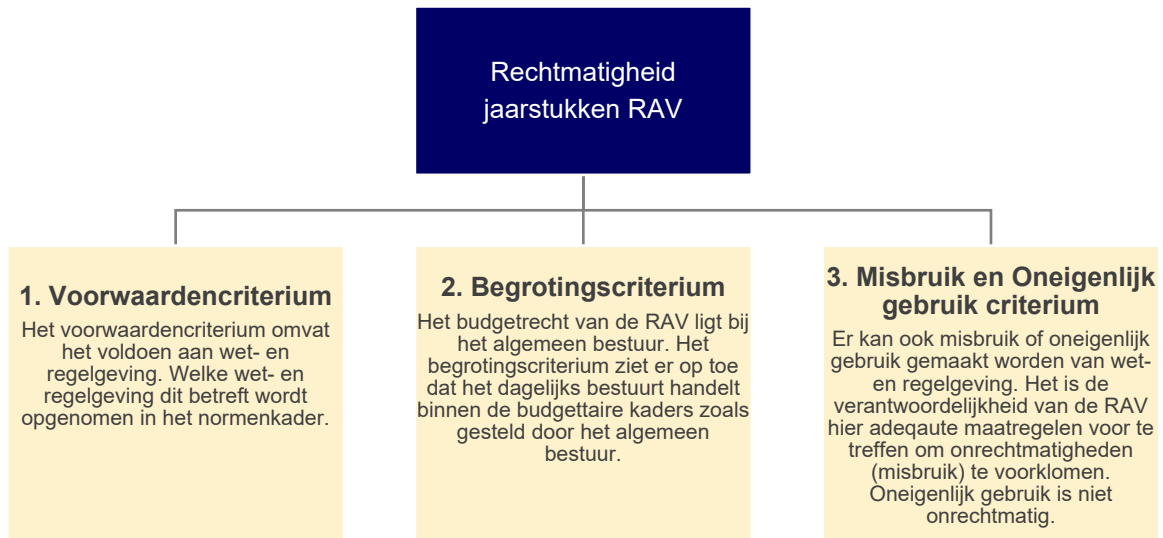 Rechtmatigheid
jaarstukken RAV
1. Voorwaardencriterium
Het voorwaardencriterium omvat
het voldoen aan wet- en
regelgeving. Welke wet- en
regelgeving dit betreft wordt
opgenomen in het normenkader.
2. Begrotingscriterium
Het budgetrecht van de RAV ligt bij
het algemeen bestuur. Het
begrotingscriterium ziet er op toe
dat het dagelijks bestuurt handelt
binnen de budgettaire kaders zoals
gesteld door het algemeen
bestuur.
3. Misbruik en Oneigenlijk
gebruik criterium
Er kan ook misbruik of oneigenlijk
gebruik gemaakt worden van wet-
en regelgeving. Het is de
verantwoordelijkheid van de RAV
hier adeqaute maatregelen voor te
treffen om onrechtmatigheden
(misbruik) te voorklomen.
Oneigenlijk gebruik is niet
onrechtmatig.